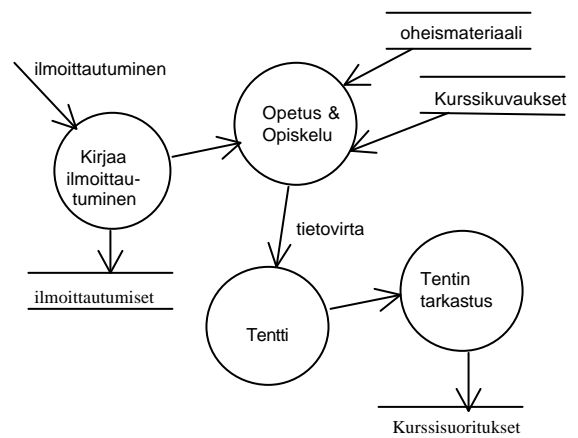 oheismateriaali
ilmoittautuminen
Kurssikuvaukset
Opetus &
Opiskelu
Kirjaa
ilmoittau-
tuminen
tietovirta
ilmoittautumiset
Tentin
tarkastus
Tentti
Kurssisuoritukset